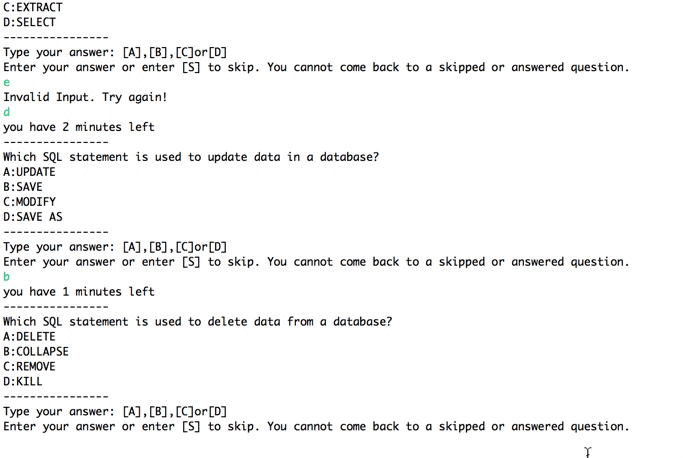 C:EXTRACT
D:SELECT
----------------
Type your answer: [A],[B],[C]or[D]
Enter your answer or enter [S] to skip. You cannot come back to a skipped or answered question.
e
Invalid Input. Try again!
d
you have 2 minutes left
----------------
Which SQL statement is used to update data in a database?
A:UPDATE
B:SAVE
C:MODIFY
D:SAVE AS
----------------
Type your answer: [A],[B],[C]or[D]
Enter your answer or enter [S] to skip. You cannot come back to a skipped or answered question.
b
you have 1 minutes left
----------------
Which SQL statement is used to delete data from a database?
A:DELETE
B:COLLAPSE
C:REMOVE
D:KILL
----------------
Type your answer: [A],[B],[C]or[D]
Enter your answer or enter [S] to skip. You cannot come back to a skipped or answered question.